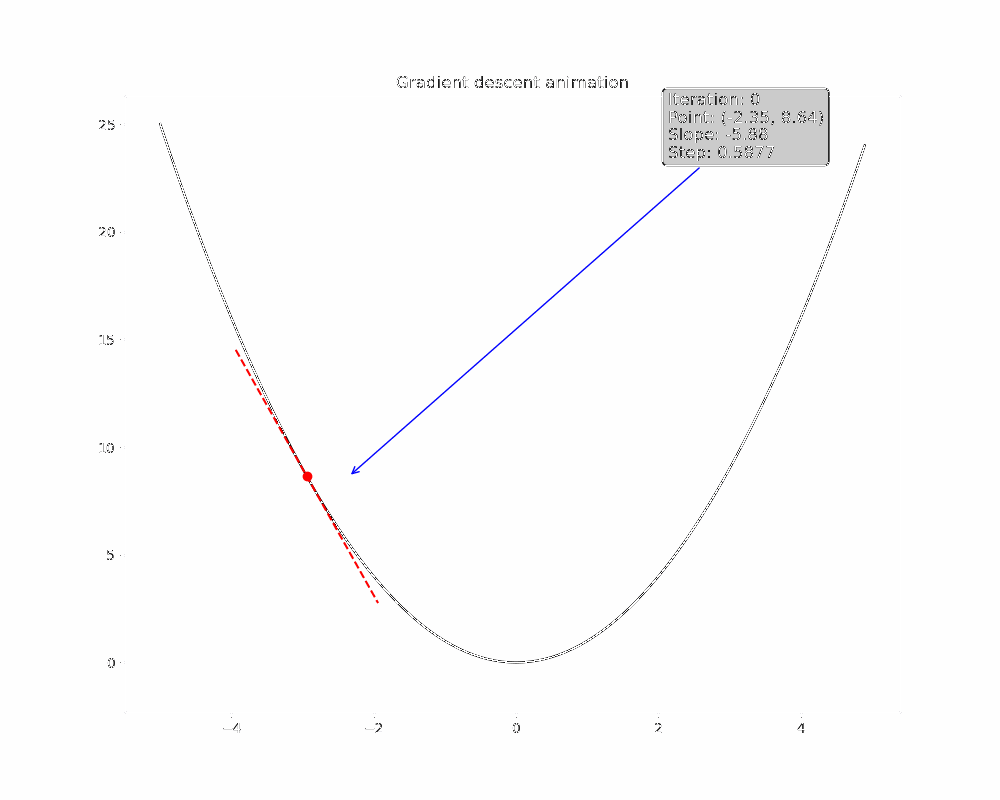 Gradient descent animation
Iteration: 0
Point: (-2.35, 8.64)
Slope: -5.88
Step: 0.5877
25
20
15
10
5
0
−4
−2
0
2
4